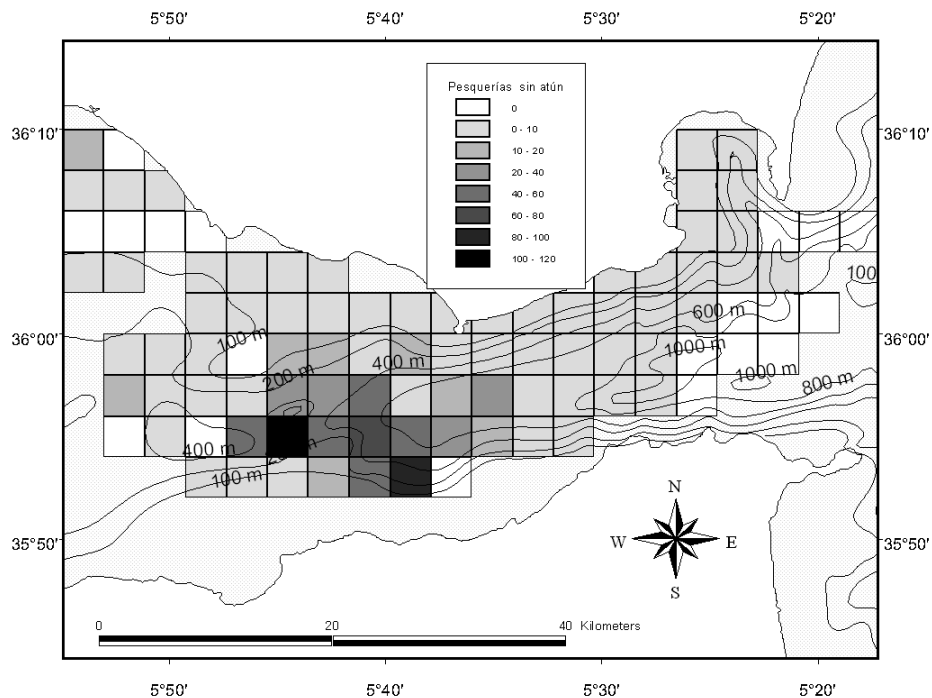 5°50' 5°40' 5°30' 5°20'
Pesquerías sin atún
0
0 - 10
10 - 20
20 - 40
40 - 60
60 - 80
80 - 100
100 - 120
36°10' 36°10'
100
600 m
36°00' 100 m 36°00'
1000 m
400 m
200 m 1000 m
800 m
400 m
100 m
N
35°50' W E 35°50'
S
0 20 40 Kilometers
5°50' 5°40' 5°30' 5°20'